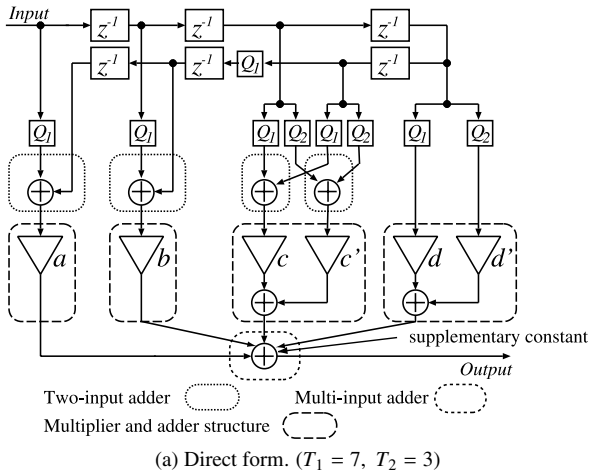 Input
z⁻¹ z⁻¹ z⁻¹
z⁻¹ z⁻¹ Q₁ z⁻¹
Q₁ Q₁ Q₁ Q₂ Q₁ Q₂ Q₁ Q₂
a b c c' d d'
supplementary constant
Output
Two-input adder Multi-input adder
Multiplier and adder structure
(a) Direct form. (T₁ = 7, T₂ = 3)